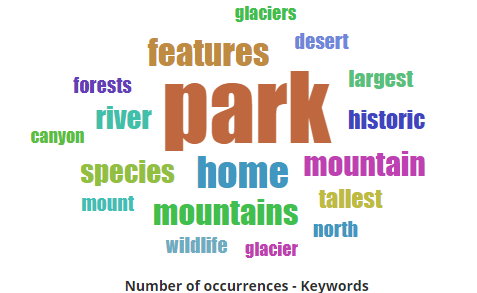 glaciers
features
desert
forests
park
largest
river
historic
canyon
species
home
mountain
mount
mountains
tallest
north
wildlife
glacier
Number of occurrences - Keywords